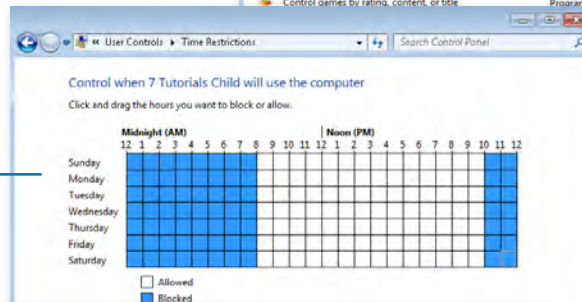 Control games by rating, content, or title
Program
« User Controls ▸ Time Restrictions
Search Control Panel
Control when 7 Tutorials Child will use the computer
Click and drag the hours you want to block or allow.
Midnight (AM) Noon (PM)
12 1 2 3 4 5 6 7 8 9 10 11 12 1 2 3 4 5 6 7 8 9 10 11 12
Sunday
Monday
Tuesday
Wednesday
Thursday
Friday
Saturday
Allowed
Blocked